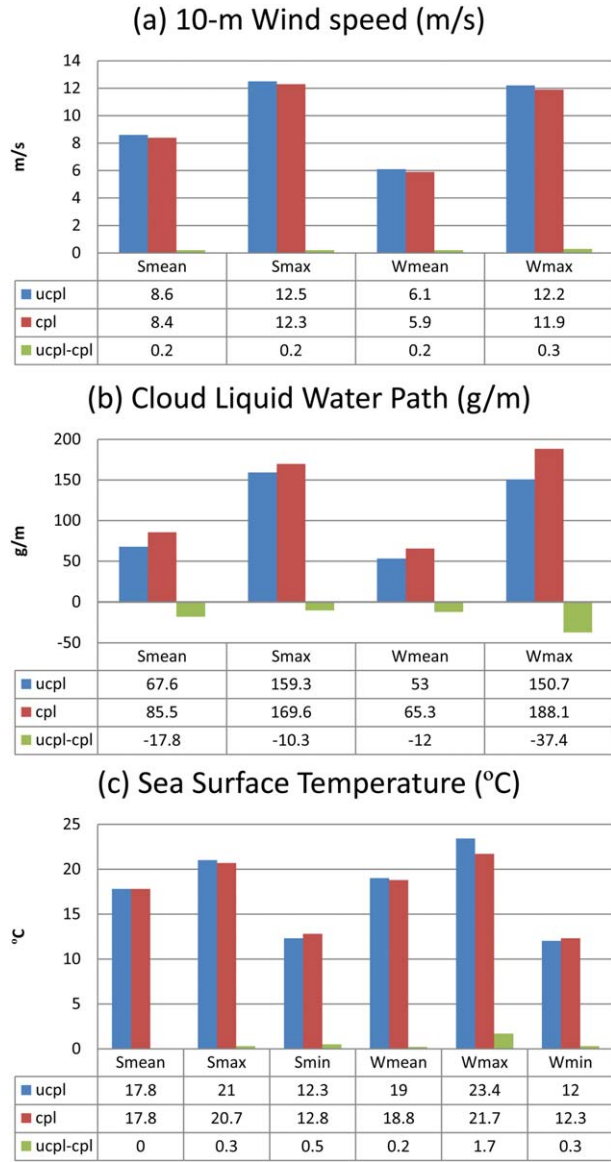 (a) 10-m Wind speed (m/s)
14
12
10
8
6
4
2
0
m/s
Smean Smax Wmean Wmax
ucpl 8.6 12.5 6.1 12.2
cpl 8.4 12.3 5.9 11.9
ucpl-cpl 0.2 0.2 0.2 0.3
(b) Cloud Liquid Water Path (g/m)
200
150
100
50
0
-50
g/m
Smean Smax Wmean Wmax
ucpl 67.6 159.3 53 150.7
cpl 85.5 169.6 65.3 188.1
ucpl-cpl -17.8 -10.3 -12 -37.4
(c) Sea Surface Temperature (ºC)
25
20
15
10
5
0
ºC
Smean Smax Smin Wmean Wmax Wmin
ucpl 17.8 21 12.3 19 23.4 12
cpl 17.8 20.7 12.8 18.8 21.7 12.3
ucpl-cpl 0 0.3 0.5 0.2 1.7 0.3